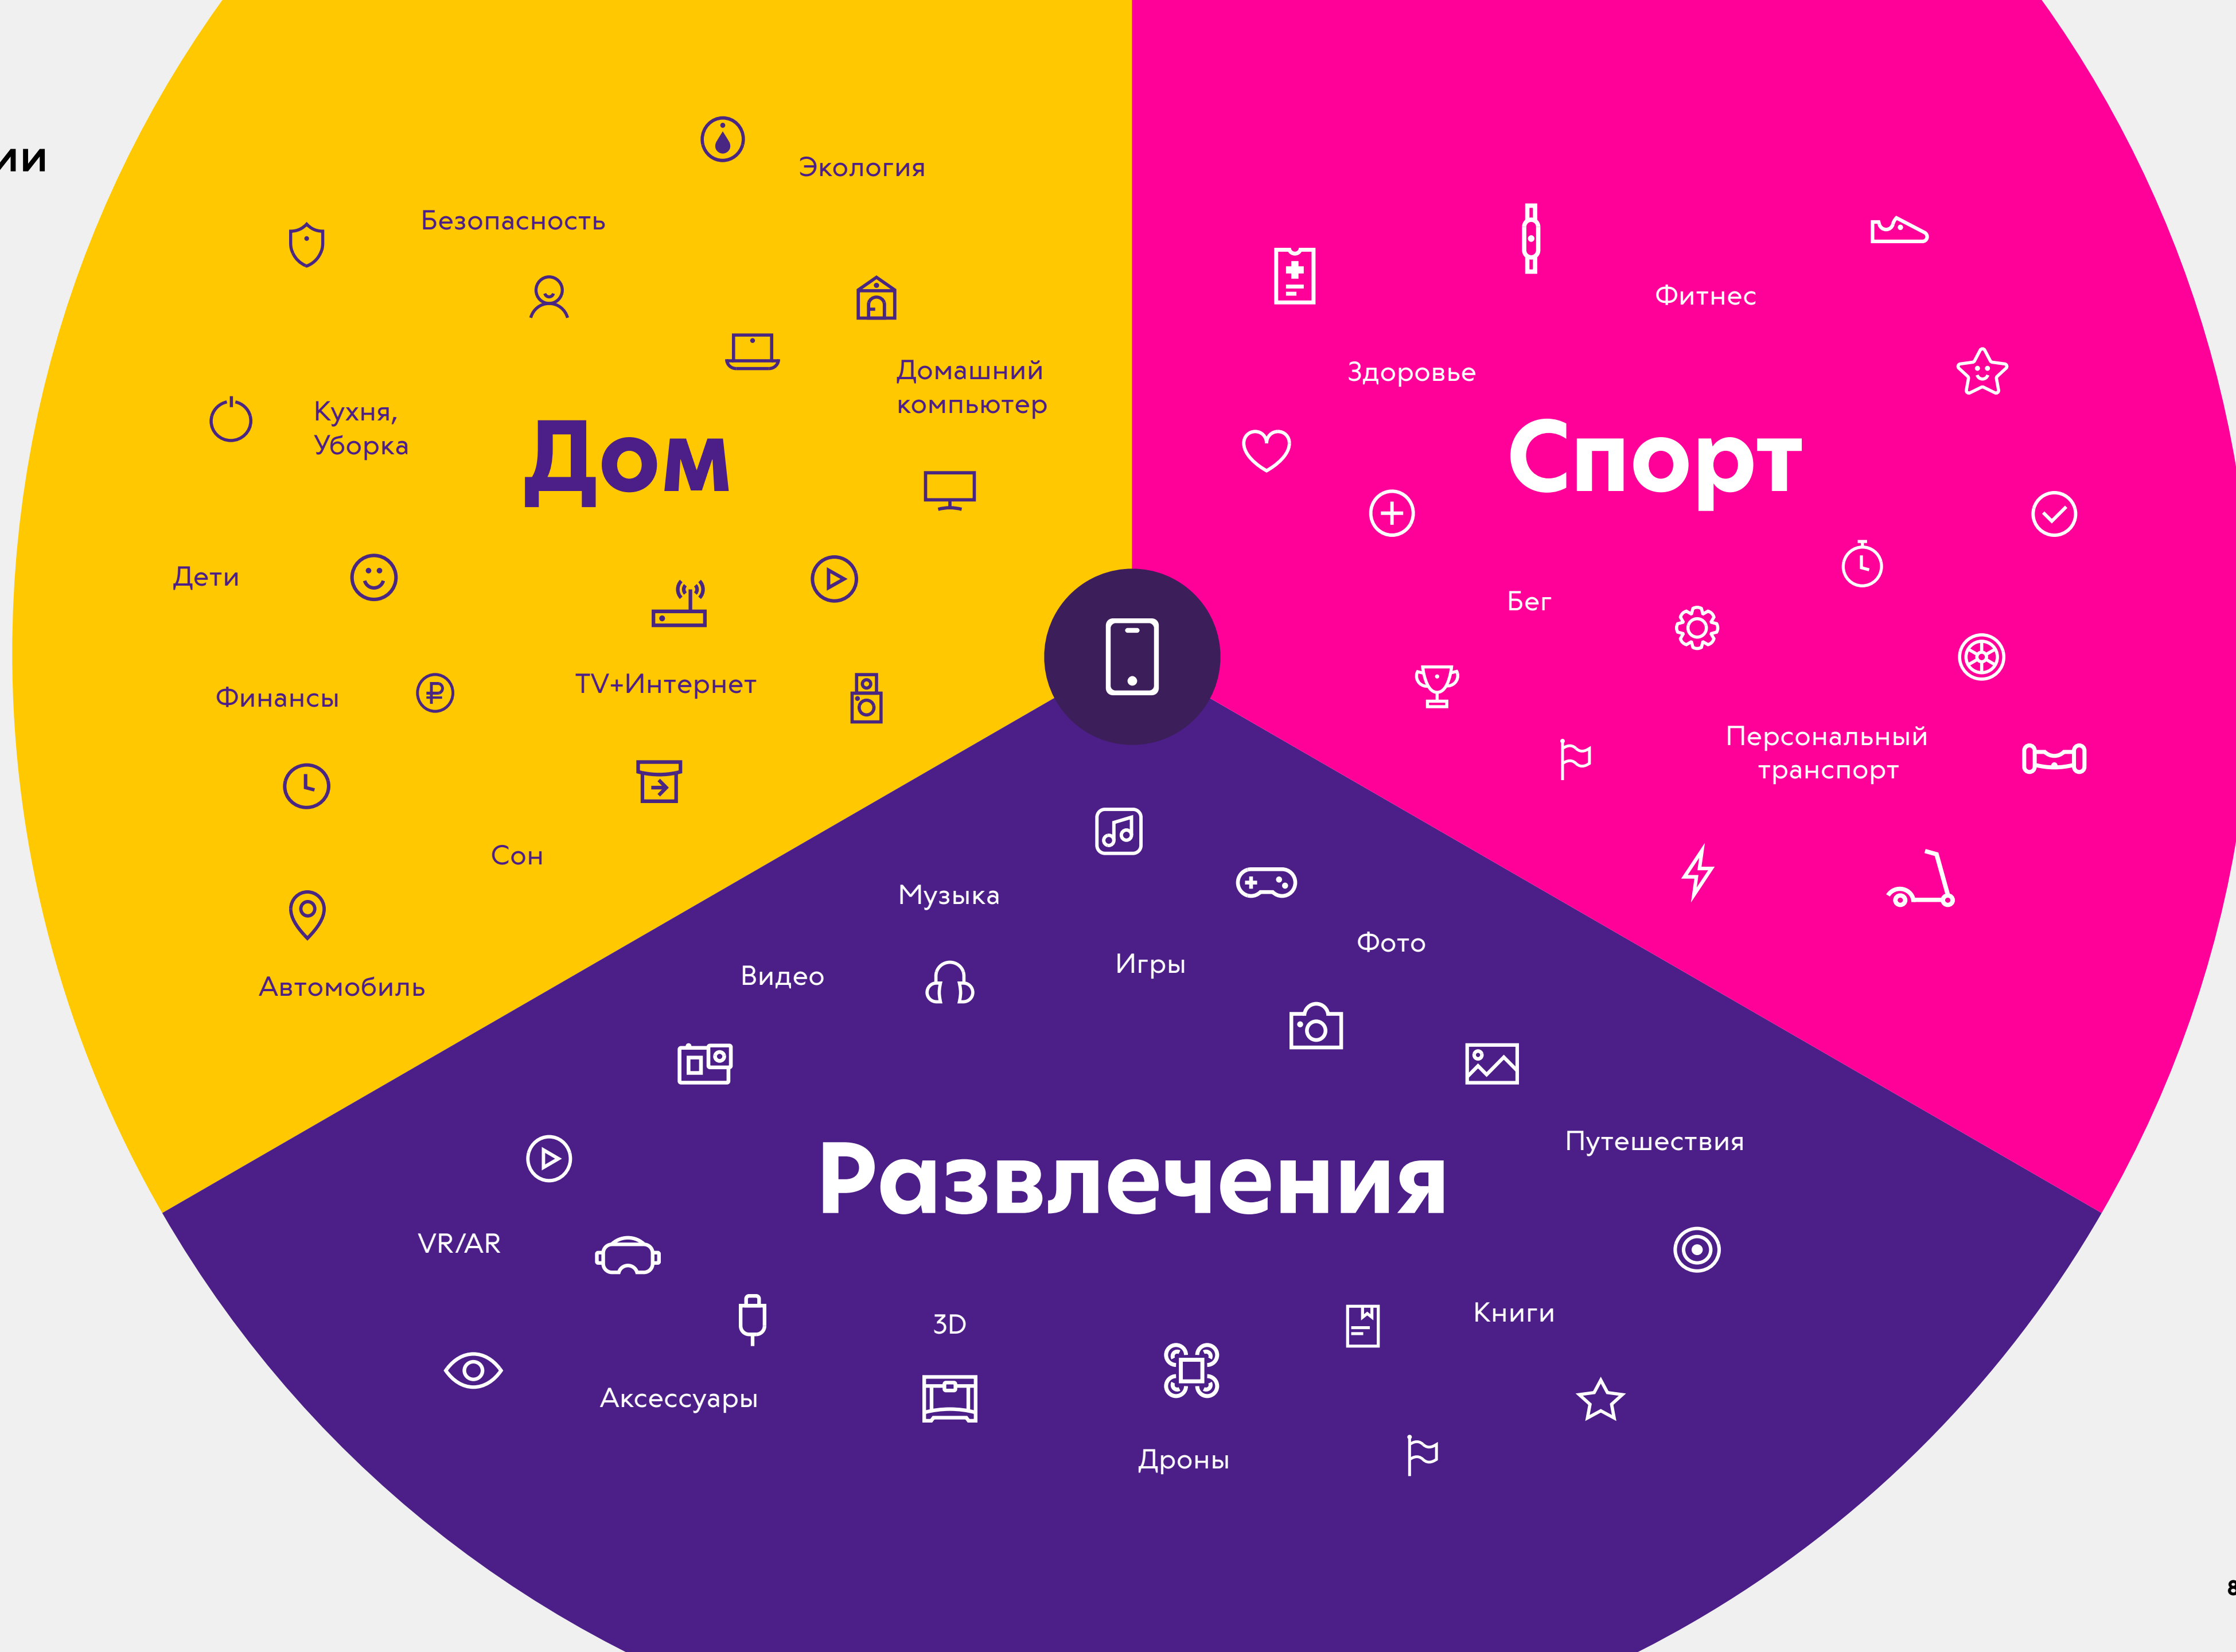 ии
Экология
Безопасность
Домашний
компьютер
Кухня,
Уборка
Дом
Дети
TV+Интернет
Финансы
Сон
Автомобиль
Фитнес
Здоровье
Спорт
Бег
Персональный
транспорт
Музыка
Фото
Игры
Видео
Развлечения
Путешествия
VR/AR
3D
Книги
Аксессуары
Дроны
8